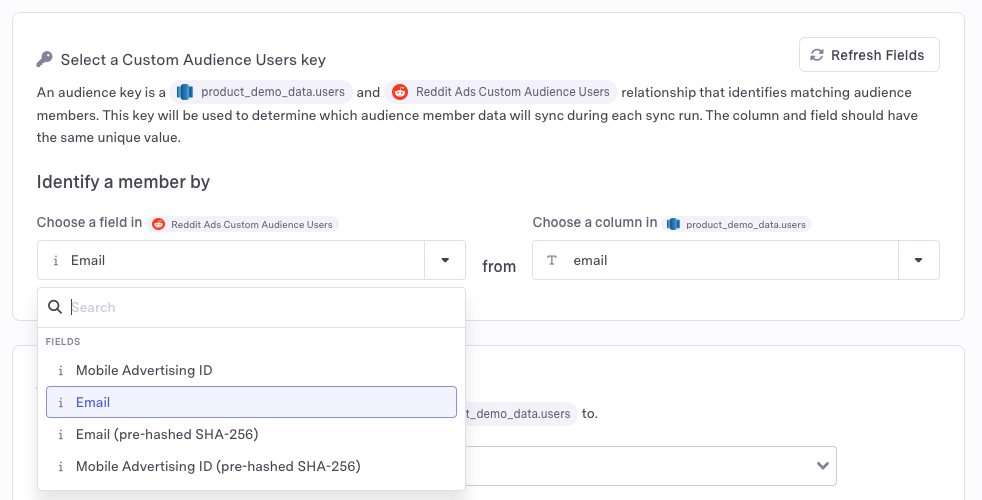 Select a Custom Audience Users key
Refresh Fields
An audience key is a product_demo_data.users and Reddit Ads Custom Audience Users relationship that identifies matching audience
members. This key will be used to determine which audience member data will sync during each sync run. The column and field should have
the same unique value.
Identify a member by
Choose a field in Reddit Ads Custom Audience Users
Choose a column in product_demo_data.users
i Email
from
T email
Search
FIELDS
i Mobile Advertising ID
i Email
i Email (pre-hashed SHA-256)
i Mobile Advertising ID (pre-hashed SHA-256)
t_demo_data.users to.